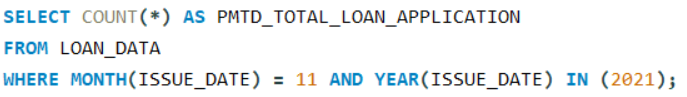 SELECT COUNT(*) AS PMTD_TOTAL_LOAN_APPLICATION
FROM LOAN_DATA
WHERE MONTH(ISSUE_DATE) = 11 AND YEAR(ISSUE_DATE) IN (2021);